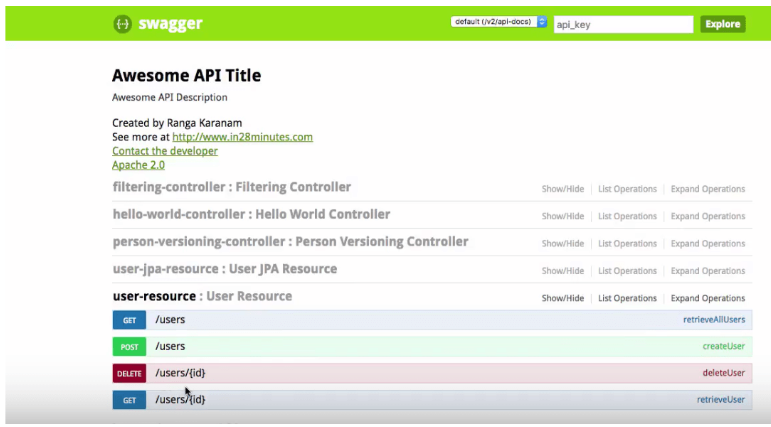 swagger default (/v2/api-docs) api_key Explore
Awesome API Title
Awesome API Description
Created by Ranga Karanam
See more at http://www.in28minutes.com
Contact the developer
Apache 2.0
filtering-controller : Filtering Controller Show/Hide List Operations Expand Operations
hello-world-controller : Hello World Controller Show/Hide List Operations Expand Operations
person-versioning-controller : Person Versioning Controller Show/Hide List Operations Expand Operations
user-jpa-resource : User JPA Resource Show/Hide List Operations Expand Operations
user-resource : User Resource Show/Hide List Operations Expand Operations
GET /users retrieveAllUsers
POST /users createUser
DELETE /users/{id} deleteUser
GET /users/{id} retrieveUser